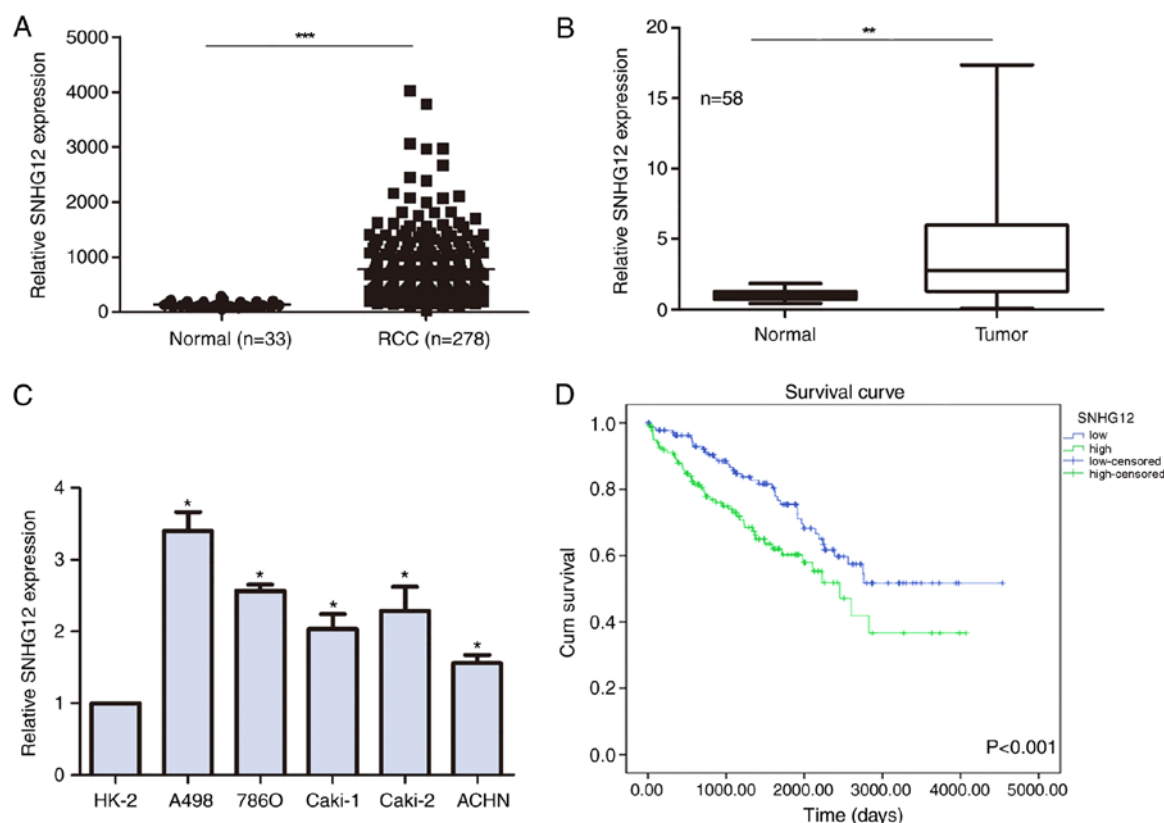 A
Relative SNHG12 expression
5000
4000
3000
2000
1000
0
***
Normal (n=33)
RCC (n=278)
B
Relative SNHG12 expression
20
15
10
5
0
**
n=58
Normal
Tumor
C
Relative SNHG12 expression
4
3
2
1
0
*
*
*
*
*
HK-2
A498
786O
Caki-1
Caki-2
ACHN
D
Survival curve
Cum survival
1.0
0.8
0.6
0.4
0.2
0.0
SNHG12
low
high
low-censored
high-censored
P<0.001
0.00
1000.00
2000.00
3000.00
4000.00
5000.00
Time (days)